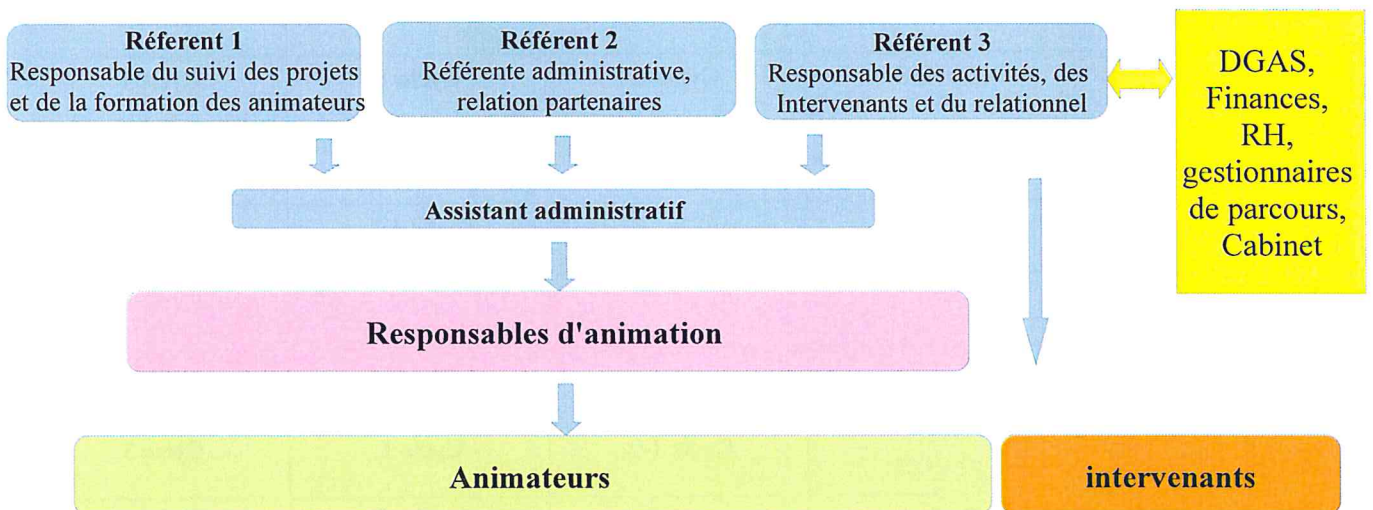 Réferent 1
Responsable du suivi des projets
et de la formation des animateurs
Référent 2
Référente administrative,
relation partenaires
Référent 3
Responsable des activités, des
Intervenants et du relationnel
DGAS,
Finances,
RH,
gestionnaires
de parcours,
Cabinet
Assistant administratif
Responsables d'animation
Animateurs
intervenants